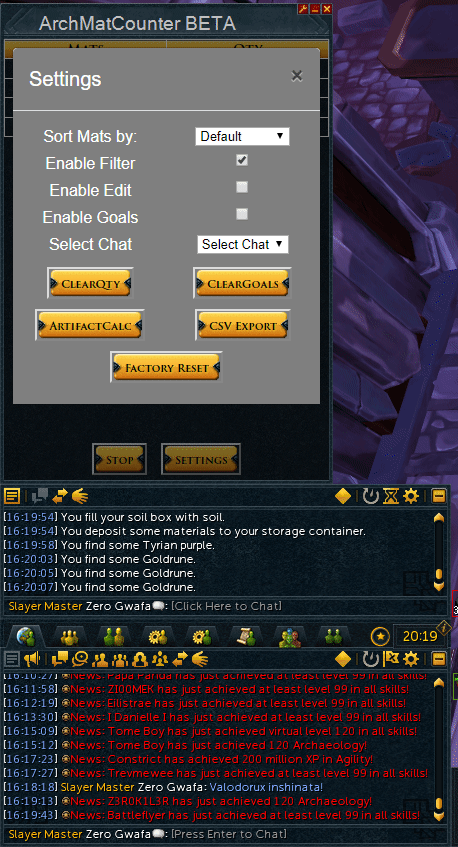 ArchMatCounter BETA
MATS QTY
Settings
×
Sort Mats by: Default
Enable Filter
Enable Edit
Enable Goals
Select Chat Select Chat
CLEARQTY CLEARGOALS
ARTIFACTCALC CSV EXPORT
FACTORY RESET
STOP SETTINGS
[16:19:54] You fill your soil box with soil.
[16:19:54] You deposit some materials to your storage container.
[16:19:58] You find some Tyrian purple.
[16:20:03] You find some Goldrune.
[16:20:05] You find some Goldrune.
[16:20:07] You find some Goldrune.
Slayer Master Zero Gwafa: [Click Here to Chat]
20:19
[16:10:27] News: Papa Panda has just achieved at least level 99 in all skills!
[16:11:58] News: ZI00MEK has just achieved at least level 99 in all skills!
[16:12:19] News: Eilistrae has just achieved at least level 99 in all skills!
[16:13:30] News: I Danielle I has just achieved at least level 99 in all skills!
[16:15:09] News: Tome Boy has just achieved virtual level 120 in all skills!
[16:15:12] News: Tome Boy has just achieved 120 Archaeology!
[16:17:23] News: Constrict has achieved 200 million XP in Agility!
[16:17:27] News: Trevmewee has just achieved at least level 99 in all skills!
[16:18:18] Slayer Master Zero Gwafa: Valodorux inshinata!
[16:19:13] News: Z3R0K1L3R has just achieved 120 Archaeology!
[16:19:43] News: Battleflyer has just achieved at least level 99 in all skills!
Slayer Master Zero Gwafa: [Press Enter to Chat]